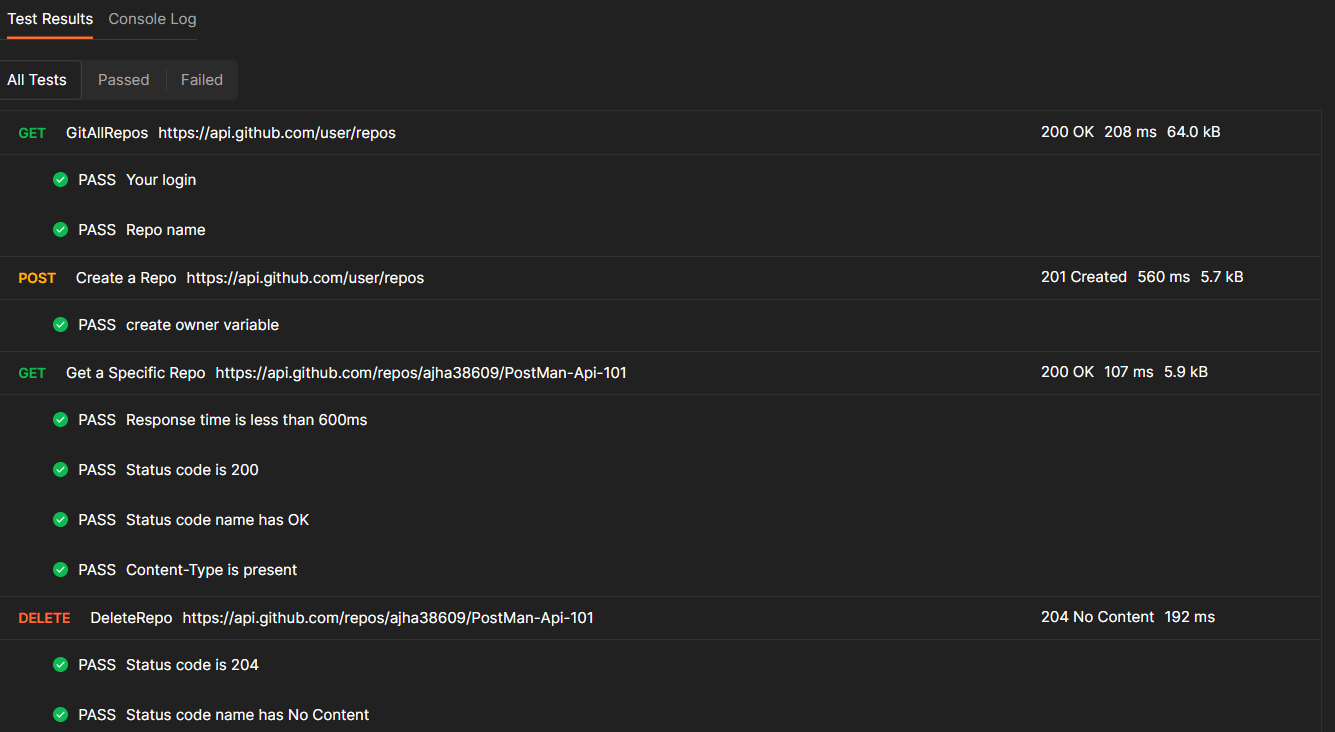 Test Results Console Log
All Tests Passed Failed
GET GitAllRepos https://api.github.com/user/repos 200 OK 208 ms 64.0 kB
PASS Your login
PASS Repo name
POST Create a Repo https://api.github.com/user/repos 201 Created 560 ms 5.7 kB
PASS create owner variable
GET Get a Specific Repo https://api.github.com/repos/ajha38609/PostMan-Api-101 200 OK 107 ms 5.9 kB
PASS Response time is less than 600ms
PASS Status code is 200
PASS Status code name has OK
PASS Content-Type is present
DELETE DeleteRepo https://api.github.com/repos/ajha38609/PostMan-Api-101 204 No Content 192 ms
PASS Status code is 204
PASS Status code name has No Content